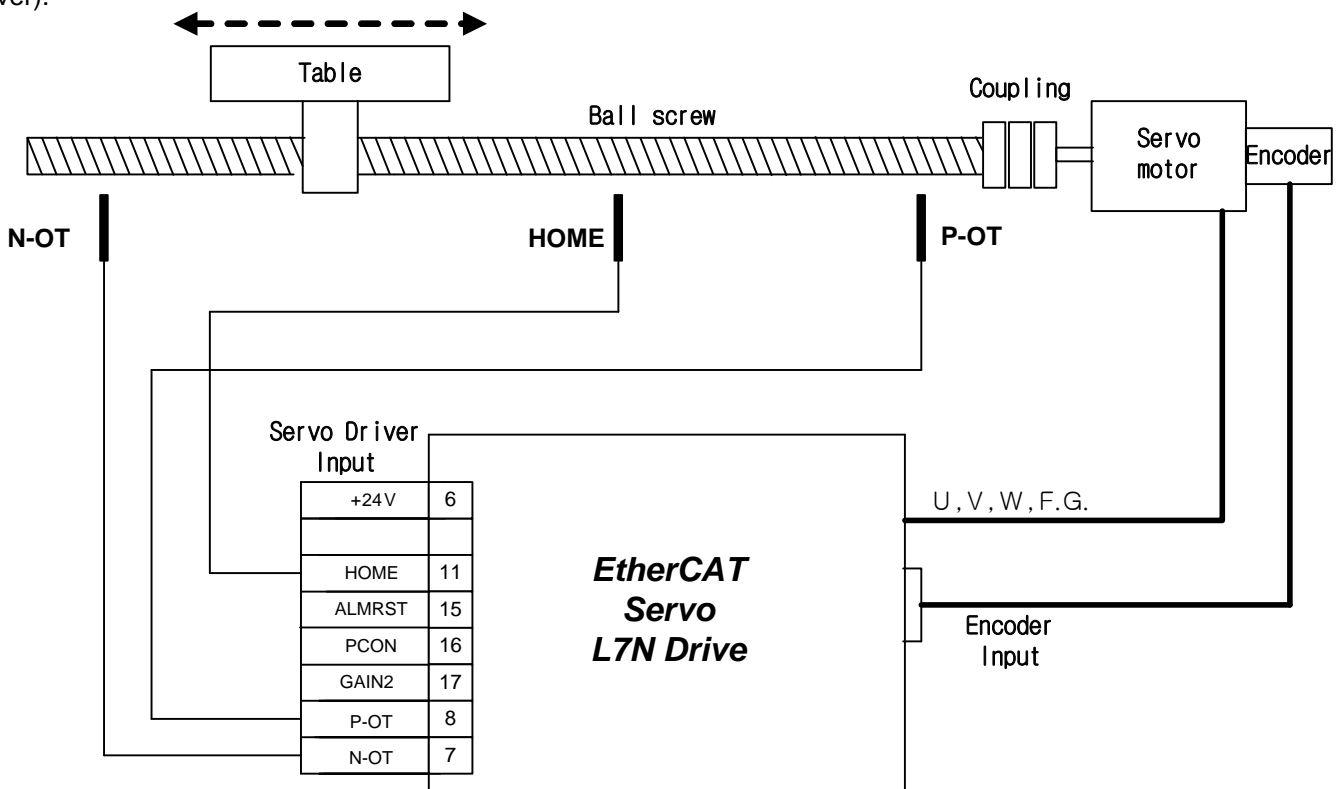 ver).
Table
Ball screw
Coupling
Servo
motor
Encoder
N-OT
HOME
P-OT
Servo Driver
Input
+24V 6
HOME 11
ALMRST 15
PCON 16
GAIN2 17
P-OT 8
N-OT 7
EtherCAT
Servo
L7N Drive
U,V,W,F.G.
Encoder
Input